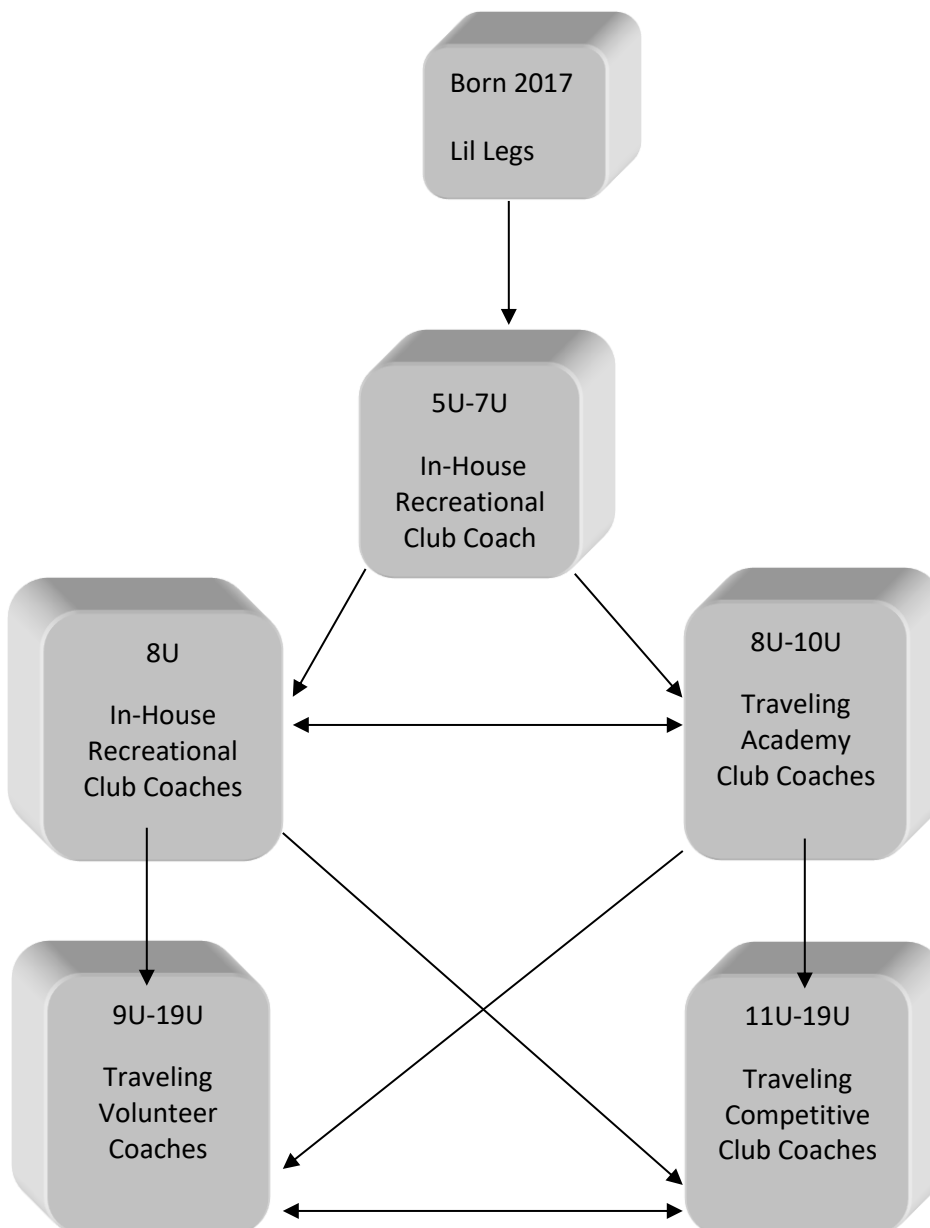 Born 2017
Lil Legs
5U-7U
In-House
Recreational
Club Coach
8U
In-House
Recreational
Club Coaches
8U-10U
Traveling
Academy
Club Coaches
9U-19U
Traveling
Volunteer
Coaches
11U-19U
Traveling
Competitive
Club Coaches